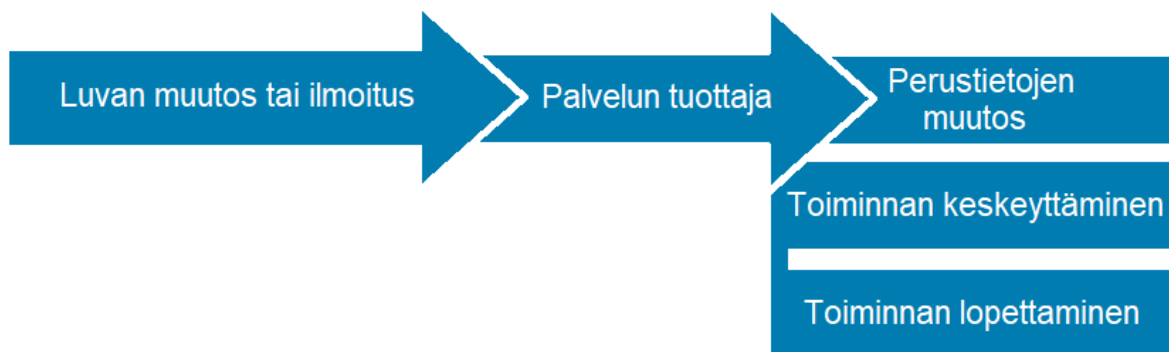 Luvan muutos tai ilmoitus
Palvelun tuottaja
Perustietojen
muutos
Toiminnan keskeyttäminen
Toiminnan lopettaminen